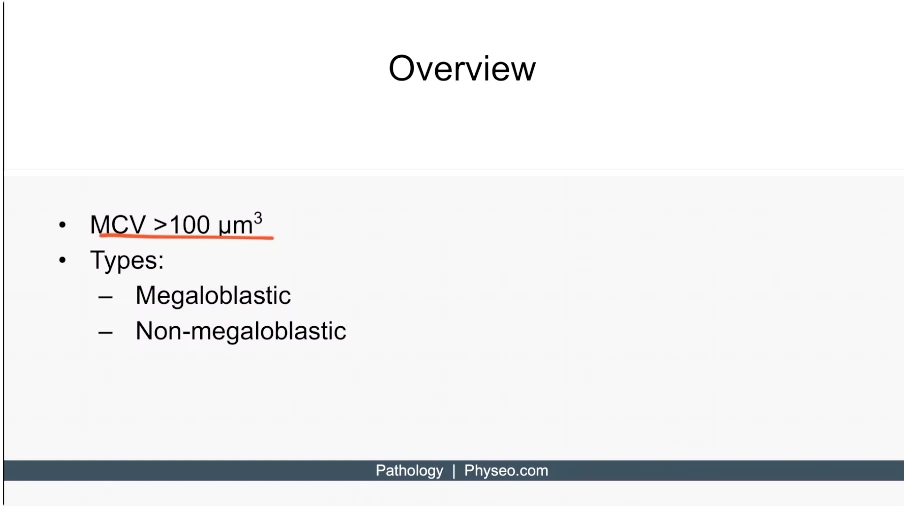 Overview
• MCV >100 µm³
• Types:
– Megaloblastic
– Non-megaloblastic
Pathology | Physeo.com